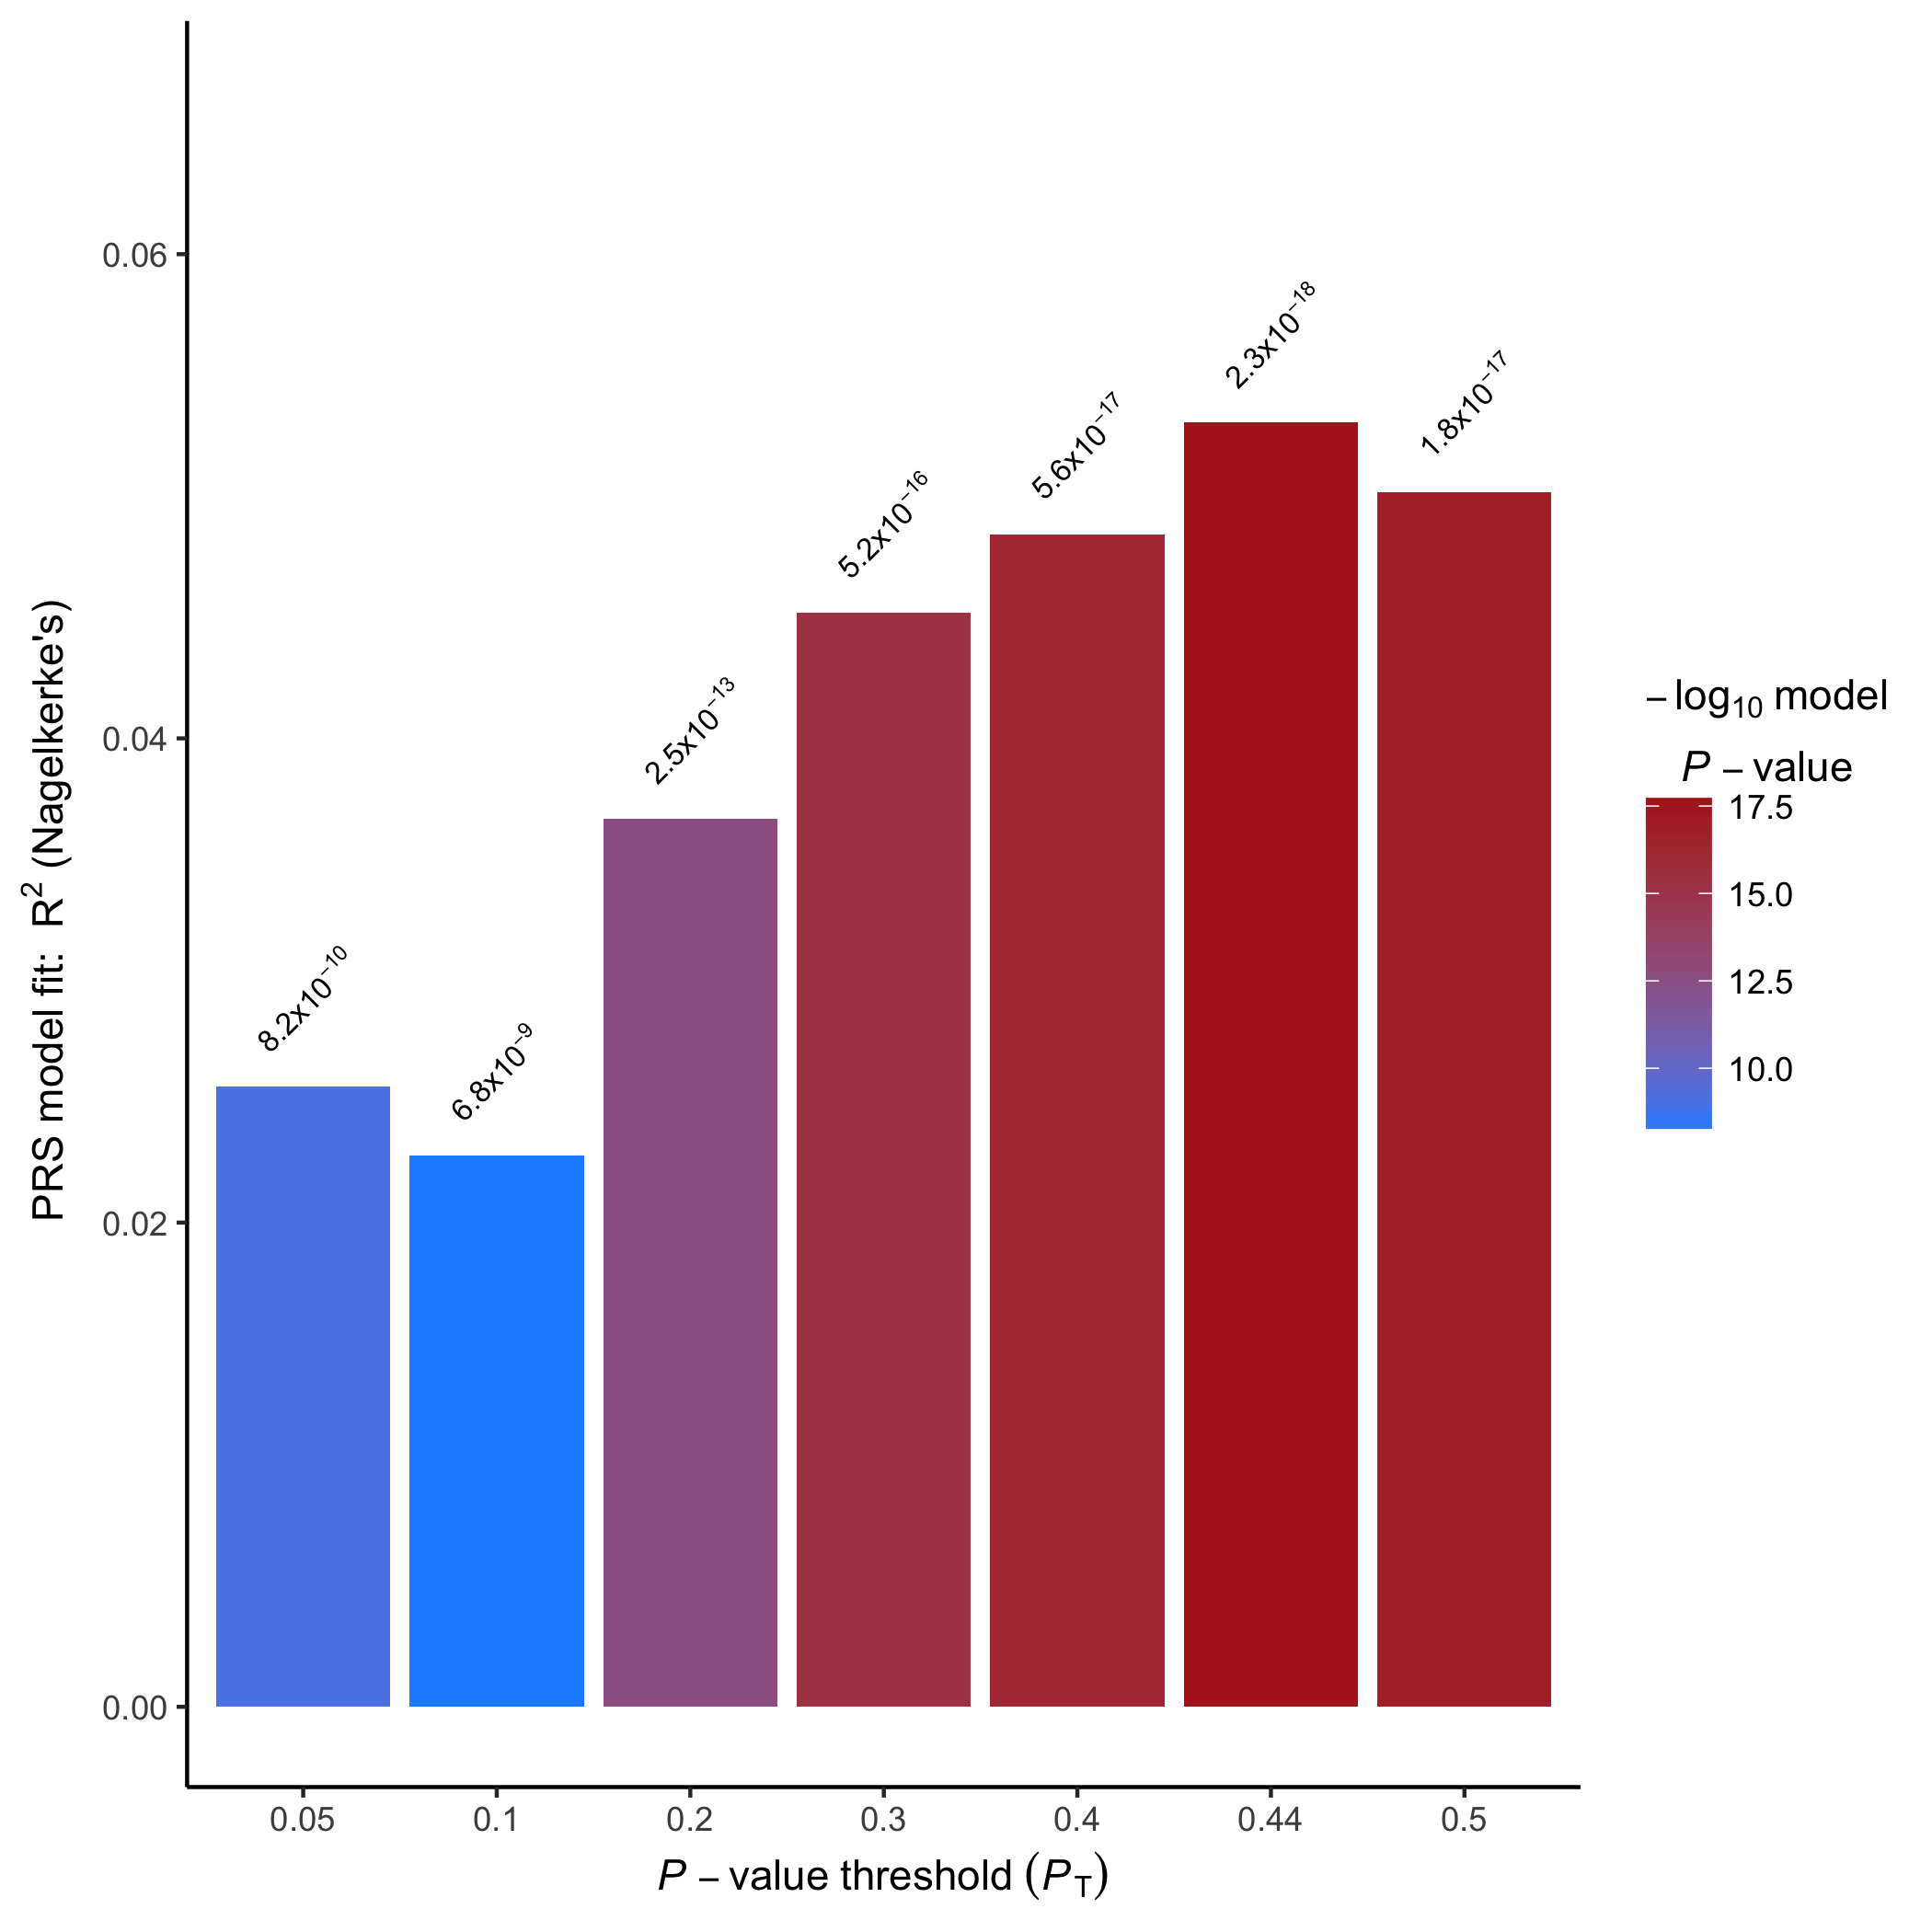 PRS model fit: R² (Nagelkerke's)
0.06
0.04
0.02
0.00
8.2x10⁻¹⁰
6.8x10⁻⁹
2.5x10⁻¹³
5.2x10⁻¹⁶
5.6x10⁻¹⁷
2.3x10⁻¹⁸
1.8x10⁻¹⁷
0.05 0.1 0.2 0.3 0.4 0.44 0.5
P – value threshold (P_T)
– log₁₀ model
P – value
17.5
15.0
12.5
10.0